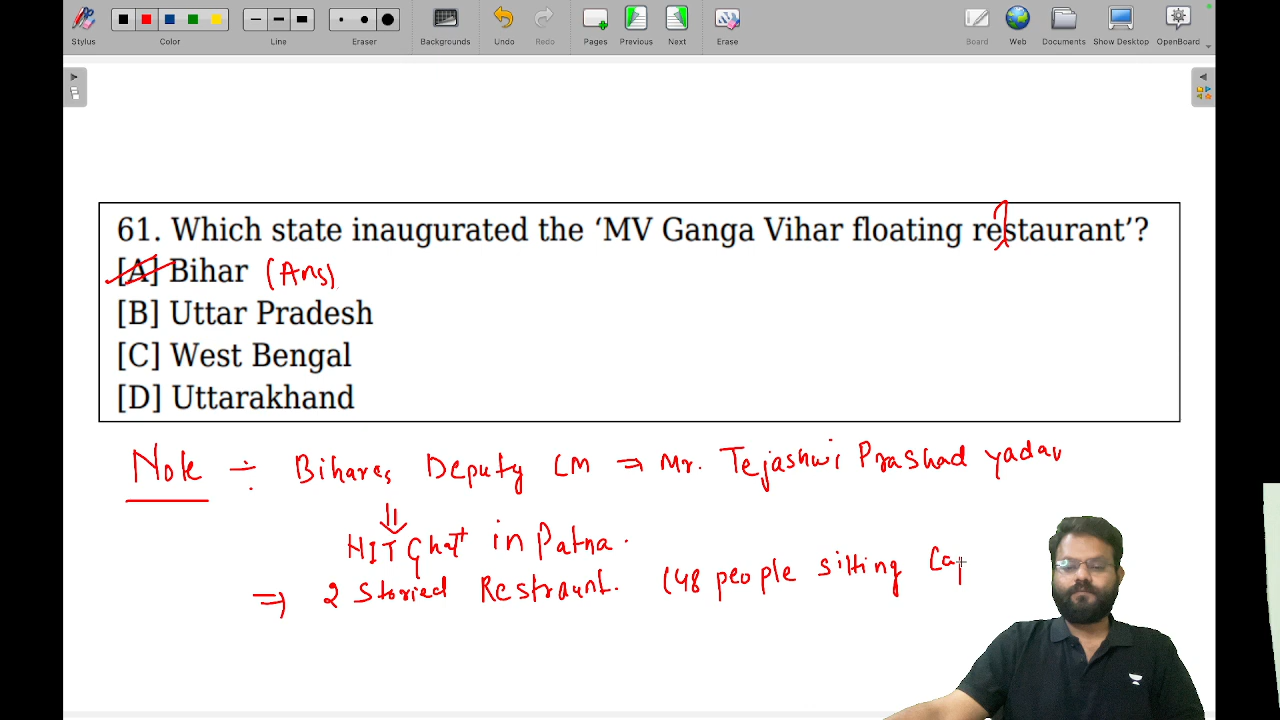 Stylus Color Line Eraser Backgrounds Undo Redo Pages Previous Next Erase Board Web Documents Show Desktop OpenBoard
61. Which state inaugurated the ‘MV Ganga Vihar floating restaurant’?
[A] Bihar (Ans)
[B] Uttar Pradesh
[C] West Bengal
[D] Uttarakhand
Note ÷ Bihares Deputy CM ⇒ Mr. Tejashwi Prashad yadav
⇓
NIT Ghat in Patna.
⇒ 2 Storied Restraunt. (48 people sitting Cap